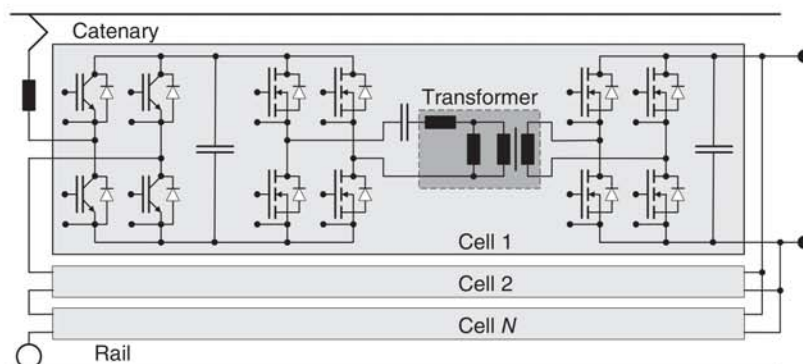 Catenary
Transformer
Cell 1
Cell 2
Cell N
Rail